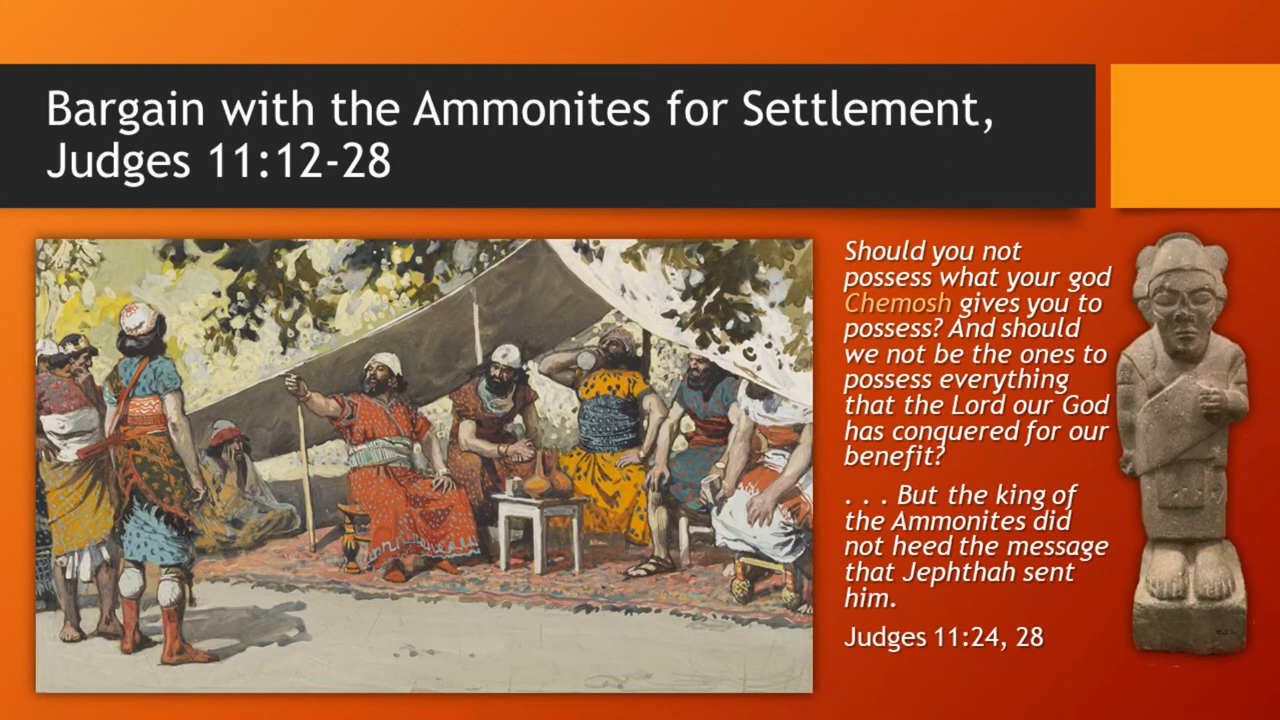 Bargain with the Ammonites for Settlement,
Judges 11:12-28
Should you not
possess what your god
Chemosh gives you to
possess? And should
we not be the ones to
possess everything
that the Lord our God
has conquered for our
benefit?
. . . But the king of
the Ammonites did
not heed the message
that Jephthah sent
him.
Judges 11:24, 28